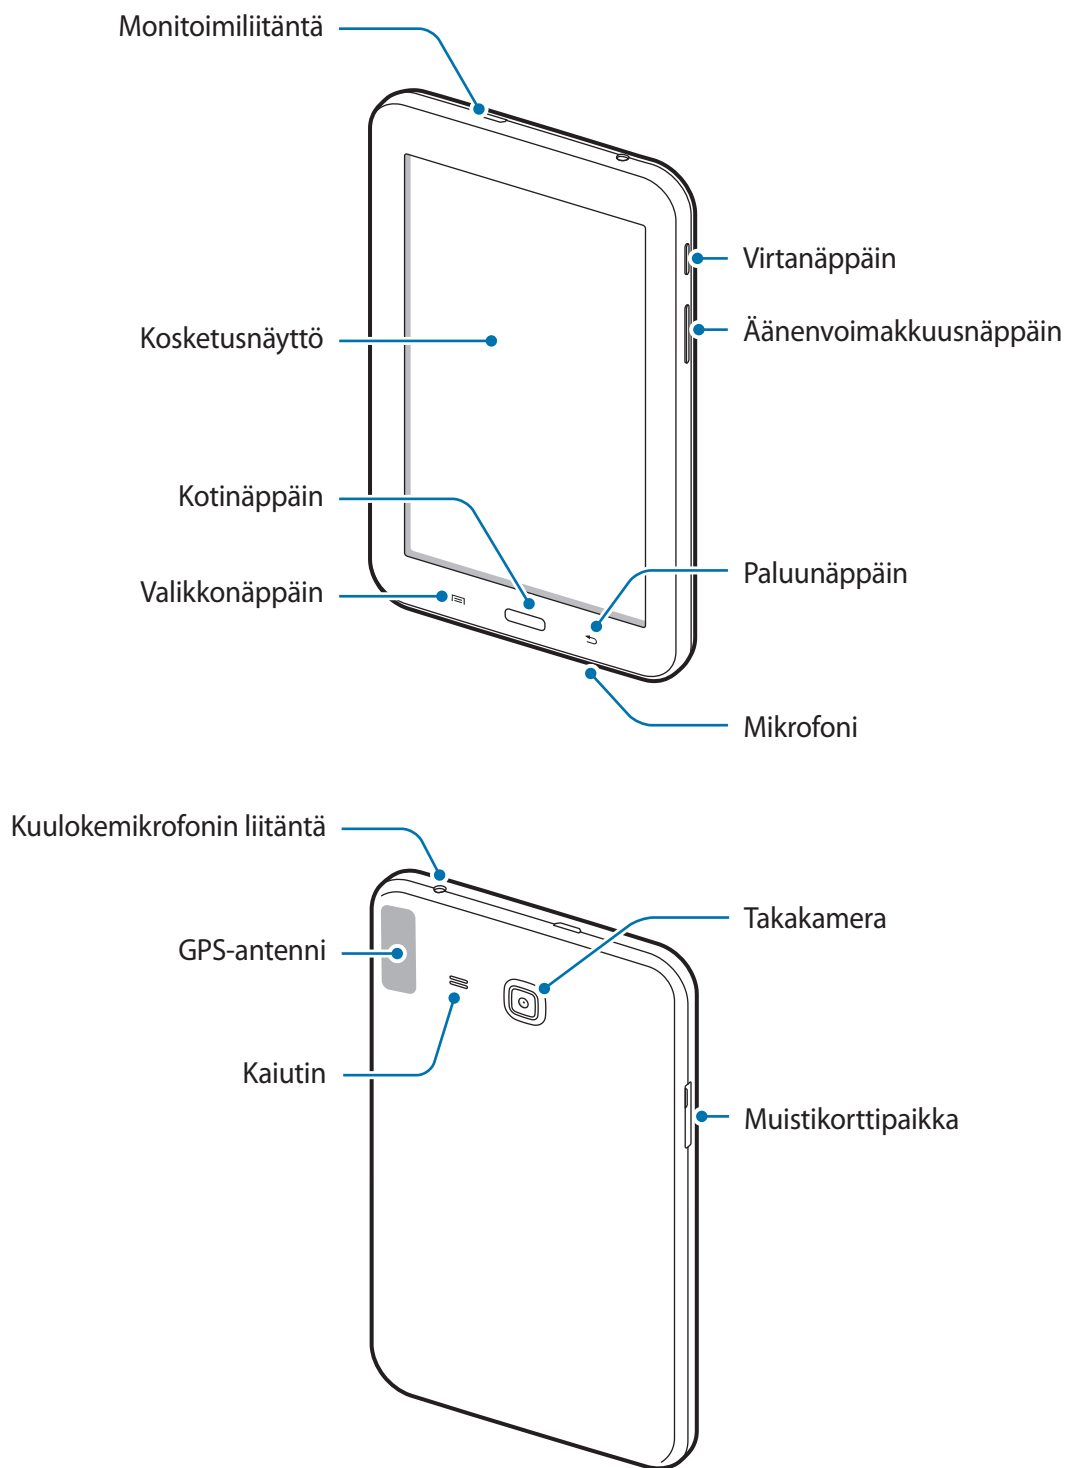 Monitoimiliitäntä
Virtanäppäin
Äänenvoimakkuusnäppäin
Kosketusnäyttö
Kotinäppäin
Paluunäppäin
Valikkonäppäin
Mikrofoni
Kuulokemikrofonin liitäntä
Takakamera
GPS-antenni
Kaiutin
Muistikorttipaikka